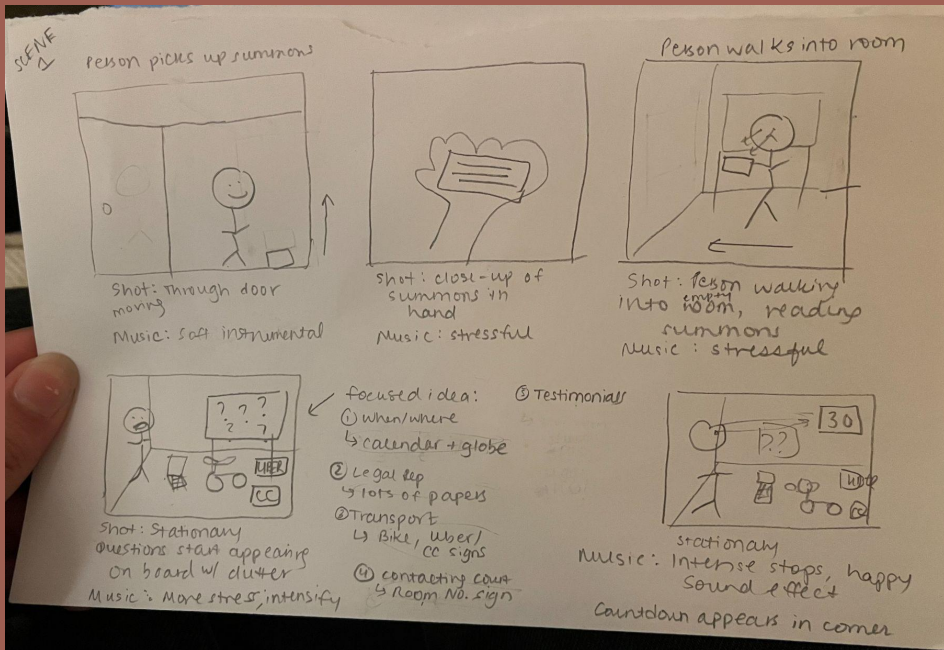 SCENE
1
Person picks up summons
Shot: Through door
moving
Music: Soft instrumental
Shot: close-up of
summons in
hand
Music: stressful
Person walks into room
Shot: Person walking
into empty room, reading
summons
Music: stressful
? ? ?
? ?
UBER
CC
Shot: Stationary
Questions start appearing
on board w/ clutter
Music: More stress, intensify
focused idea:
① When/where
↳ calendar + globe
② Legal rep
↳ lots of papers
③ Transport
↳ Bike, Uber/
CC signs
④ contacting court
↳ Room No. sign
⑤ Testimonials
30
??
Stationary
Music: Intense stops, happy
Sound effect
Countdown appears in corner